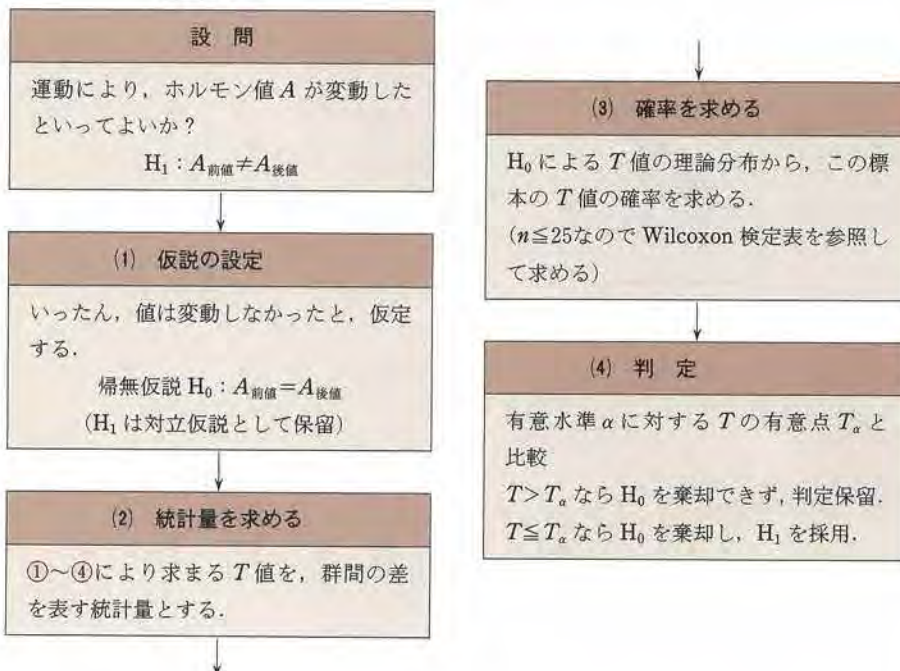 設 問
運動により，ホルモン値 A が変動した
といってよいか？
H₁：A前値≠A後値
(1) 仮説の設定
いったん，値は変動しなかったと，仮定
する．
帰無仮説 H₀：A前値=A後値
(H₁ は対立仮説として保留)
(2) 統計量を求める
①～④により求まる T 値を，群間の差
を表す統計量とする．
(3) 確率を求める
H₀ による T 値の理論分布から，この標
本の T 値の確率を求める．
(n≦25なので Wilcoxon 検定表を参照し
て求める)
(4) 判 定
有意水準 α に対する T の有意点 Tα と
比較
T>Tα なら H₀ を棄却できず，判定保留．
T≦Tα なら H₀ を棄却し，H₁ を採用．